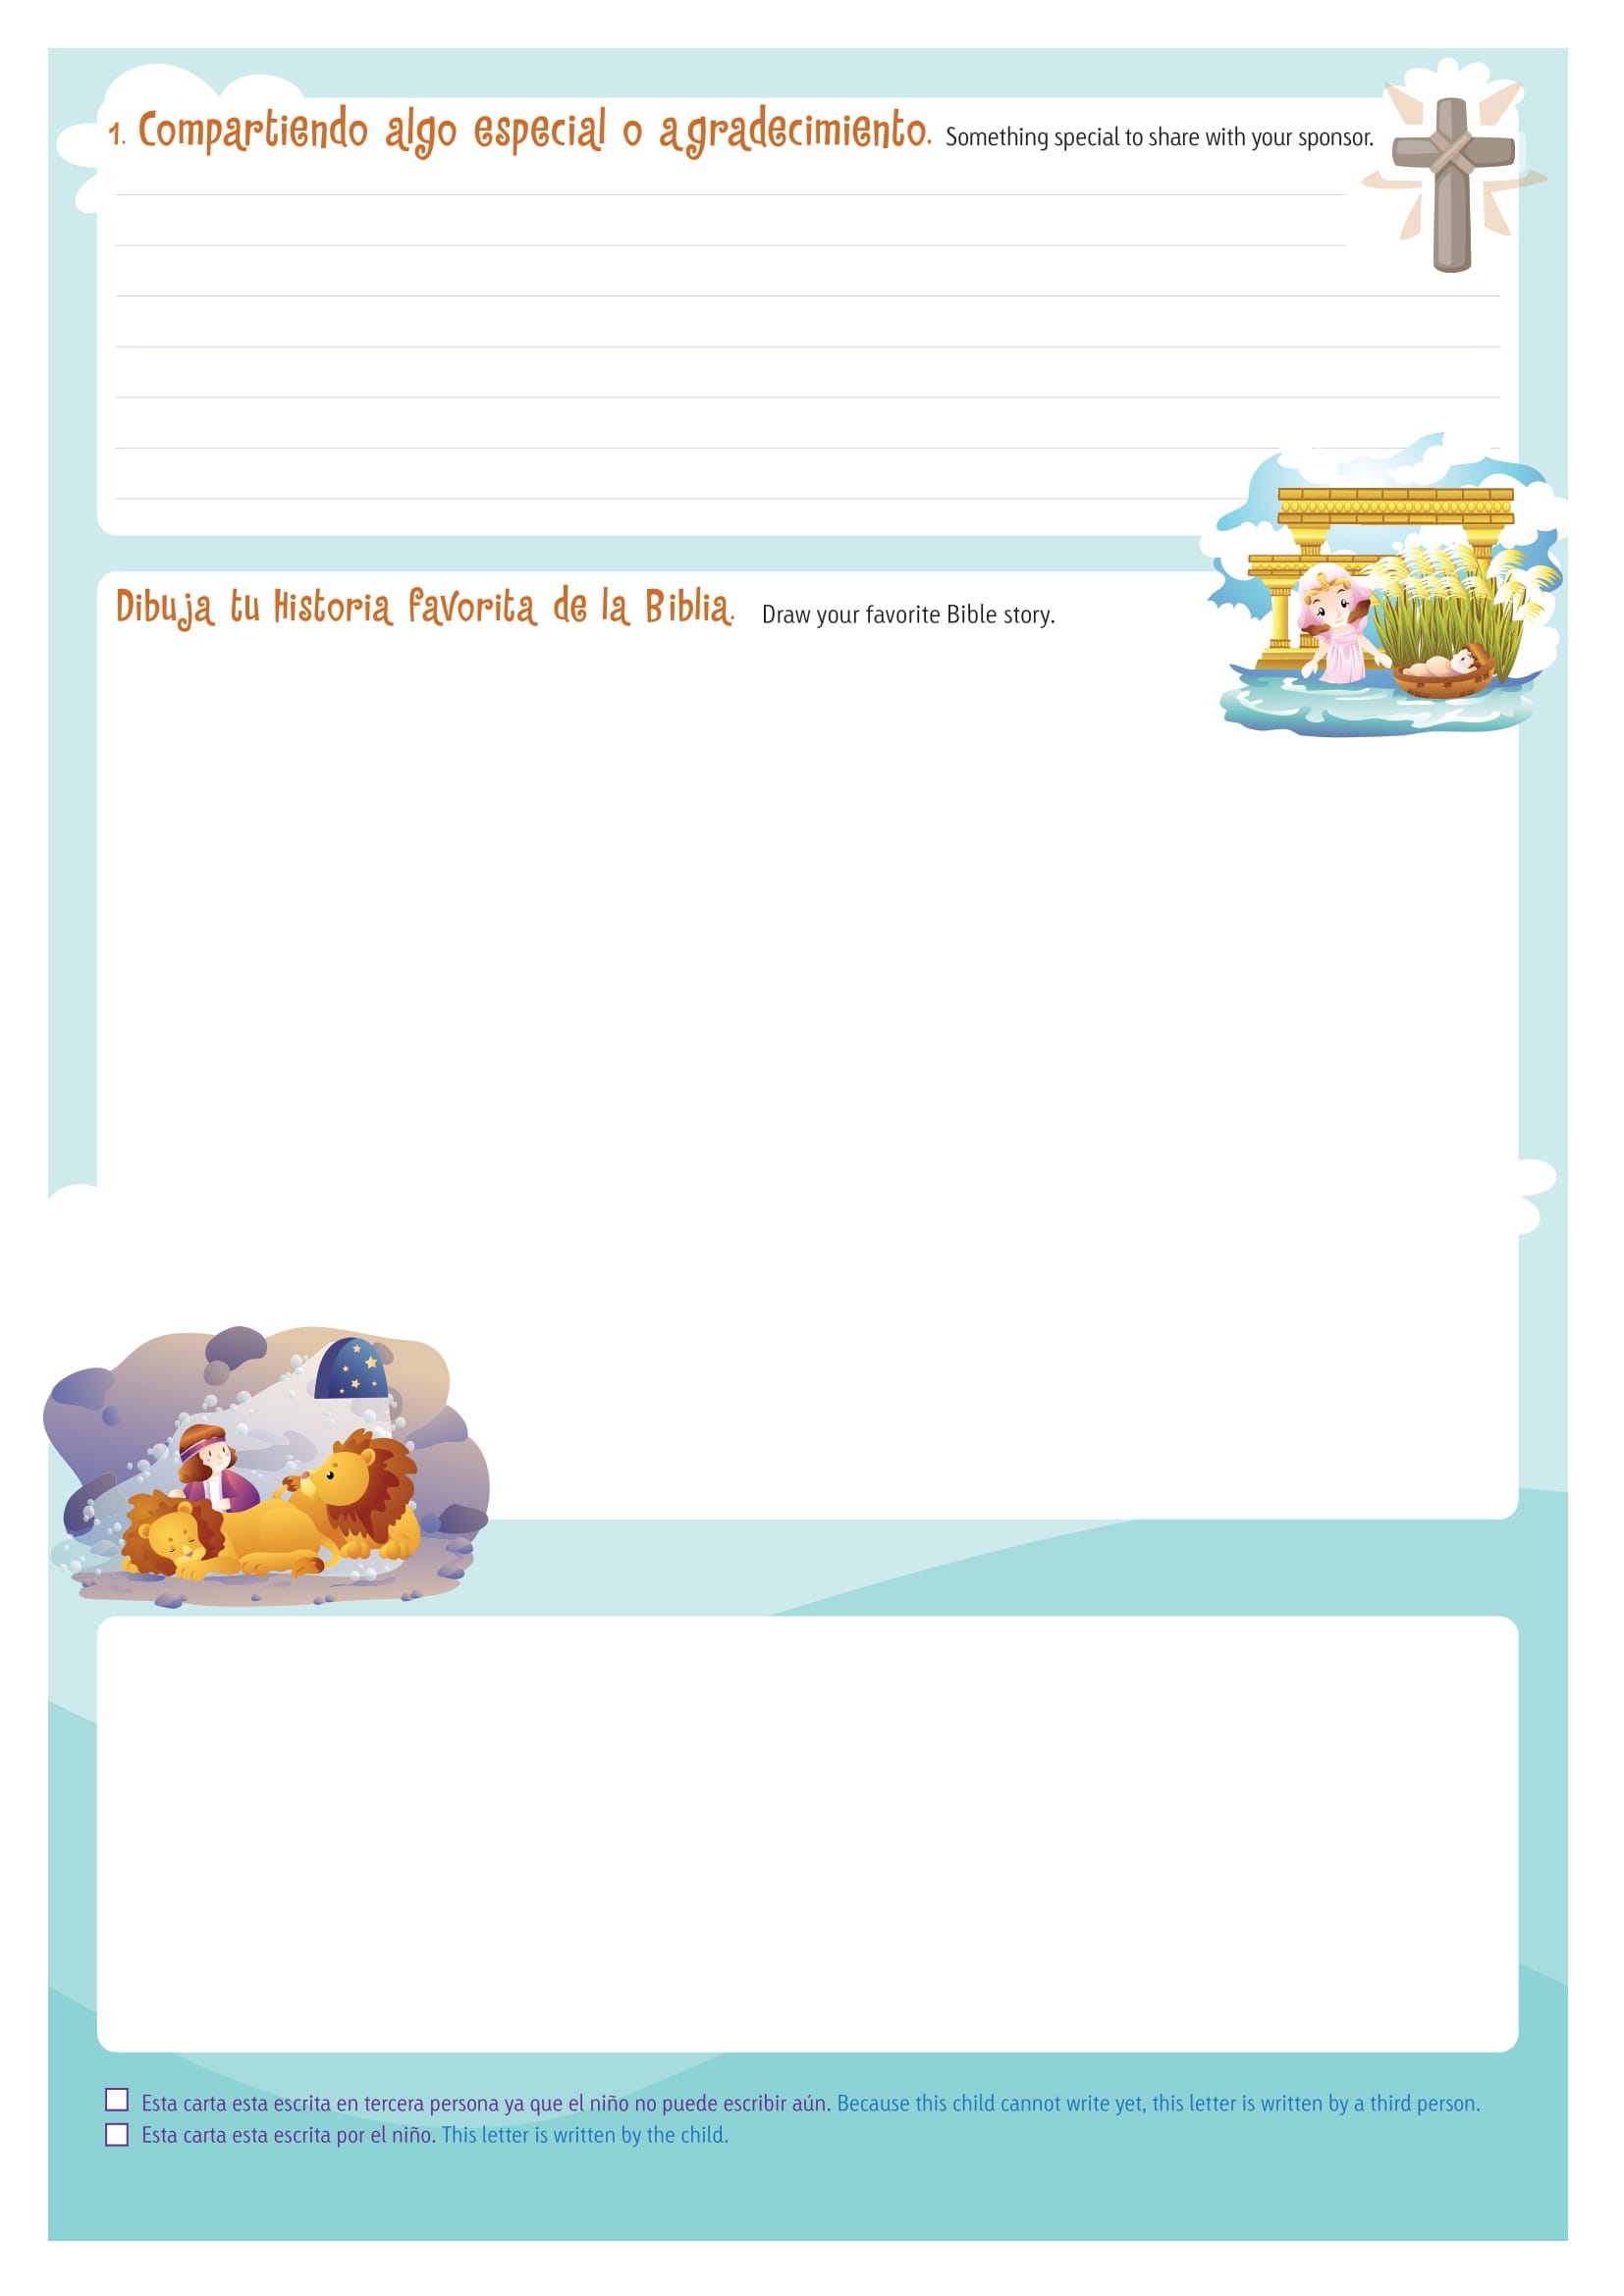 1. Compartiendo algo especial o agradecimiento. Something special to share with your sponsor.
Dibuja tu Historia favorita de la Biblia. Draw your favorite Bible story.
Esta carta esta escrita en tercera persona ya que el niño no puede escribir aún. Because this child cannot write yet, this letter is written by a third person.
Esta carta esta escrita por el niño. This letter is written by the child.